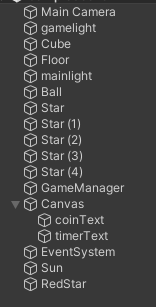 Main Camera
gamelight
Cube
Floor
mainlight
Ball
Star
Star (1)
Star (2)
Star (3)
Star (4)
GameManager
Canvas
coinText
timerText
EventSystem
Sun
RedStar